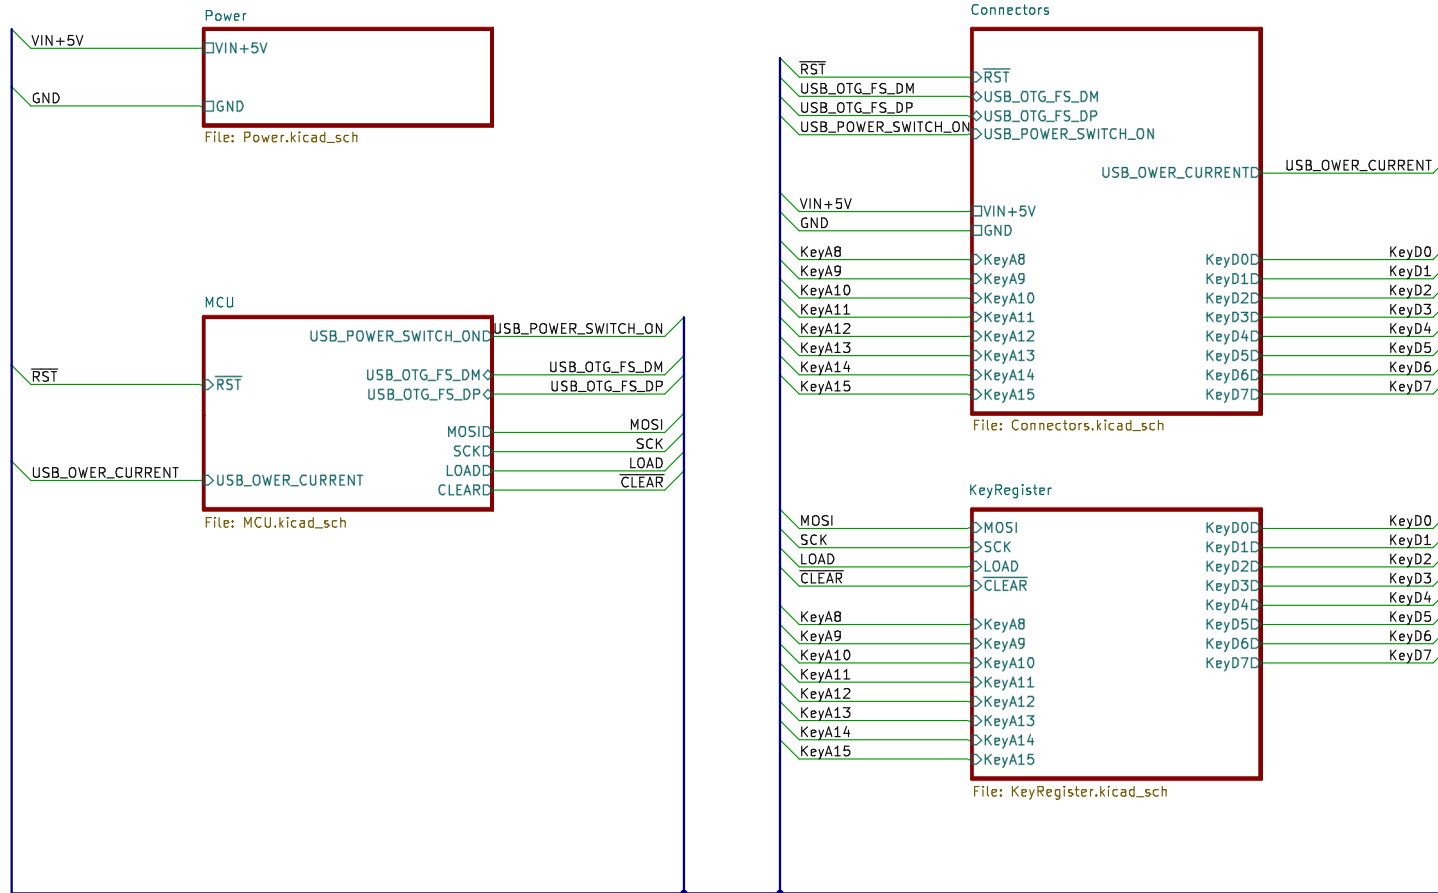 Power
VIN+5V
VIN+5V
GND
GND
File: Power.kicad_sch
MCU
USB_POWER_SWITCH_ON
USB_POWER_SWITCH_ON
USB_OTG_FS_DM
USB_OTG_FS_DM
RST
RST
USB_OTG_FS_DP
USB_OTG_FS_DP
MOSI
MOSI
SCK
SCK
LOAD
LOAD
USB_OWER_CURRENT
USB_OWER_CURRENT
CLEAR
CLEAR
File: MCU.kicad_sch
Connectors
RST
RST
USB_OTG_FS_DM
USB_OTG_FS_DM
USB_OTG_FS_DP
USB_OTG_FS_DP
USB_POWER_SWITCH_ON
USB_POWER_SWITCH_ON
USB_OWER_CURRENT
USB_OWER_CURRENT
VIN+5V
VIN+5V
GND
GND
KeyA8
KeyA8
KeyD0
KeyD0
KeyA9
KeyA9
KeyD1
KeyD1
KeyA10
KeyA10
KeyD2
KeyD2
KeyA11
KeyA11
KeyD3
KeyD3
KeyA12
KeyA12
KeyD4
KeyD4
KeyA13
KeyA13
KeyD5
KeyD5
KeyA14
KeyA14
KeyD6
KeyD6
KeyA15
KeyA15
KeyD7
KeyD7
File: Connectors.kicad_sch
KeyRegister
MOSI
MOSI
KeyD0
KeyD0
SCK
SCK
KeyD1
KeyD1
LOAD
LOAD
KeyD2
KeyD2
CLEAR
CLEAR
KeyD3
KeyD3
KeyD4
KeyD4
KeyA8
KeyA8
KeyD5
KeyD5
KeyA9
KeyA9
KeyD6
KeyD6
KeyA10
KeyA10
KeyD7
KeyD7
KeyA11
KeyA11
KeyA12
KeyA12
KeyA13
KeyA13
KeyA14
KeyA14
KeyA15
KeyA15
File: KeyRegister.kicad_sch